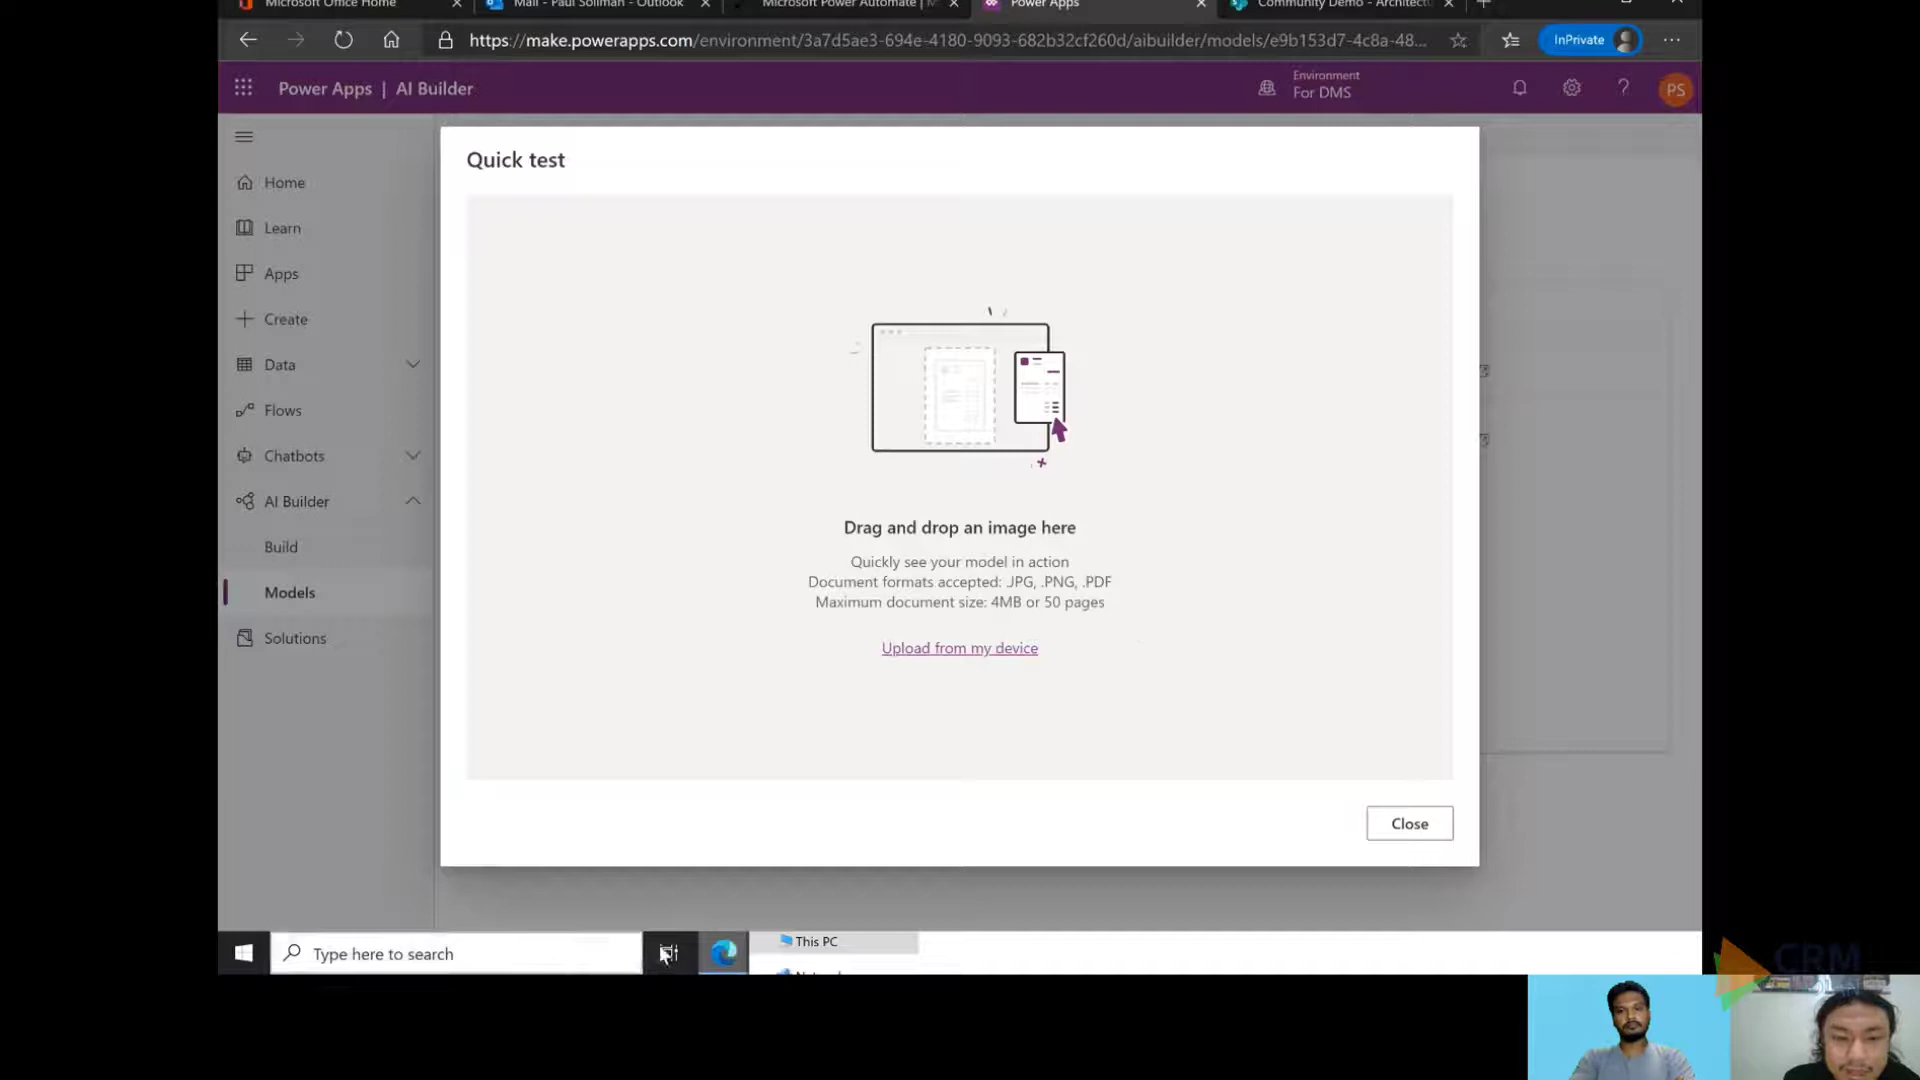 Microsoft Office Home
Mail - Paul Soliman - Outlook
Microsoft Power Automate | M
Power Apps
Community Demo - Architectu
https://make.powerapps.com/environment/3a7d5ae3-694e-4180-9093-682b32cf260d/aibuilder/models/e9b153d7-4c8a-48...
InPrivate
Power Apps | AI Builder
Environment
For DMS
PS
Quick test
Home
Learn
Apps
Create
Data
Flows
Chatbots
AI Builder
Build
Models
Solutions
Drag and drop an image here
Quickly see your model in action
Document formats accepted: .JPG, .PNG, .PDF
Maximum document size: 4MB or 50 pages
Upload from my device
Close
Type here to search
This PC
CRM